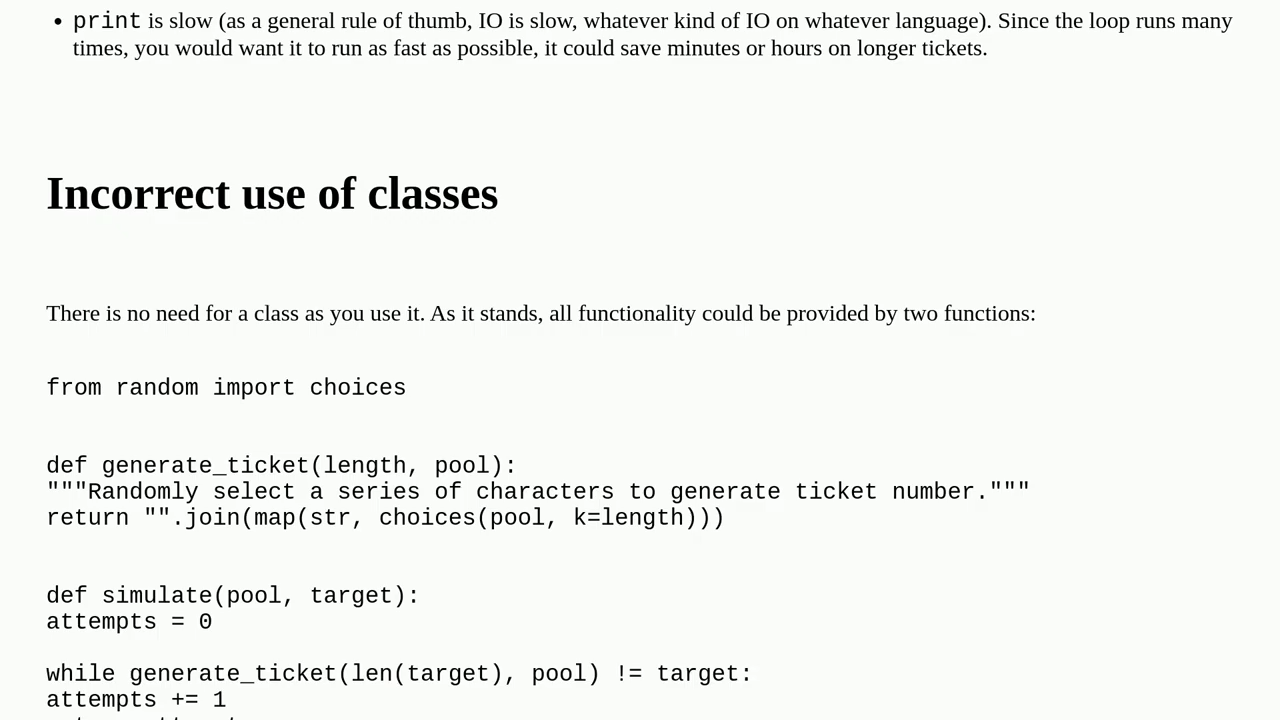 • print is slow (as a general rule of thumb, IO is slow, whatever kind of IO on whatever language). Since the loop runs many
times, you would want it to run as fast as possible, it could save minutes or hours on longer tickets.
Incorrect use of classes
There is no need for a class as you use it. As it stands, all functionality could be provided by two functions:
from random import choices
def generate_ticket(length, pool):
"""Randomly select a series of characters to generate ticket number."""
return "".join(map(str, choices(pool, k=length)))
def simulate(pool, target):
attempts = 0
while generate_ticket(len(target), pool) != target:
attempts += 1